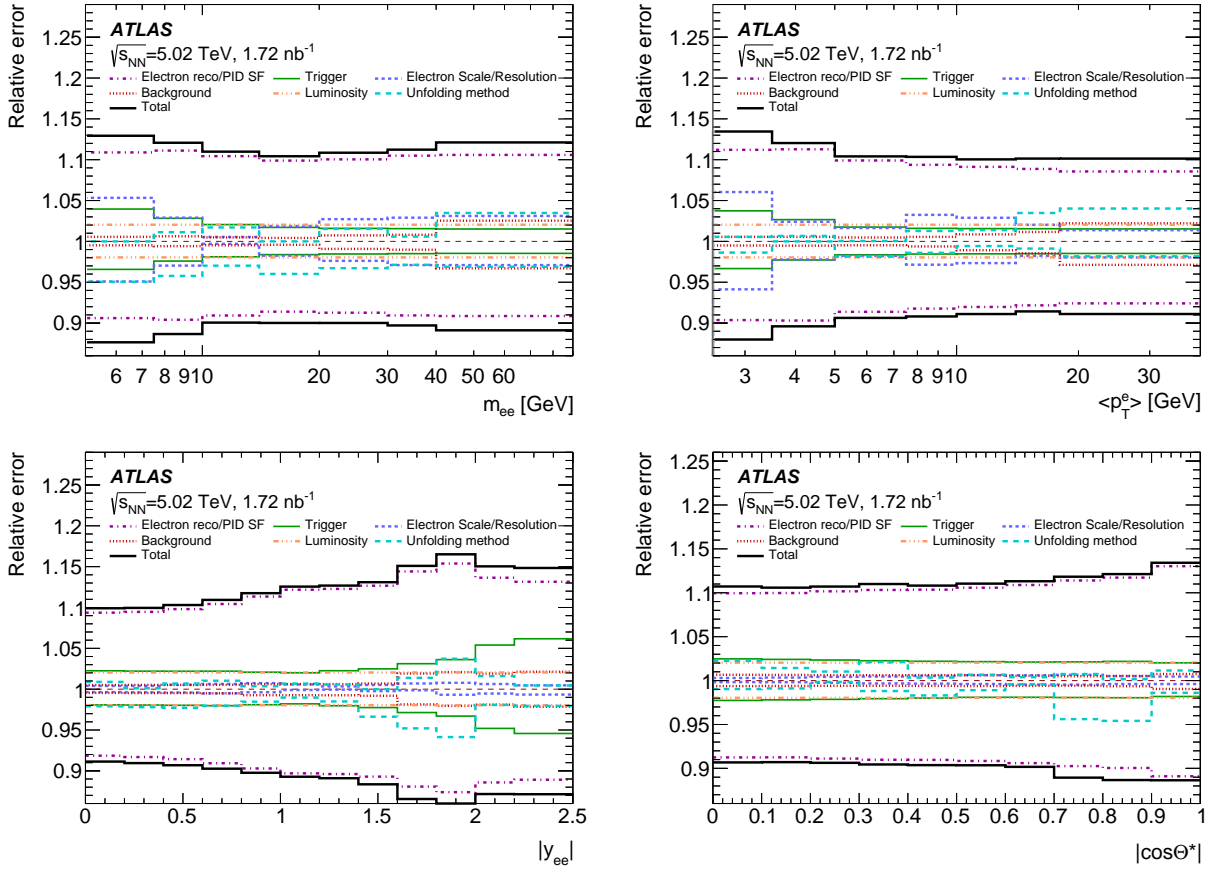 Relative error
ATLAS
√s_NN=5.02 TeV, 1.72 nb⁻¹
Electron reco/PID SF Trigger Electron Scale/Resolution
Background Luminosity Unfolding method
Total
1.25
1.2
1.15
1.1
1.05
1
0.95
0.9
6 7 8 9 10 20 30 40 50 60
m_ee [GeV]
Relative error
ATLAS
√s_NN=5.02 TeV, 1.72 nb⁻¹
Electron reco/PID SF Trigger Electron Scale/Resolution
Background Luminosity Unfolding method
Total
1.25
1.2
1.15
1.1
1.05
1
0.95
0.9
3 4 5 6 7 8 9 10 20 30
<p_T^e> [GeV]
Relative error
ATLAS
√s_NN=5.02 TeV, 1.72 nb⁻¹
Electron reco/PID SF Trigger Electron Scale/Resolution
Background Luminosity Unfolding method
Total
1.25
1.2
1.15
1.1
1.05
1
0.95
0.9
0 0.5 1 1.5 2 2.5
|y_ee|
Relative error
ATLAS
√s_NN=5.02 TeV, 1.72 nb⁻¹
Electron reco/PID SF Trigger Electron Scale/Resolution
Background Luminosity Unfolding method
Total
1.25
1.2
1.15
1.1
1.05
1
0.95
0.9
0 0.1 0.2 0.3 0.4 0.5 0.6 0.7 0.8 0.9 1
|cosΘ*|